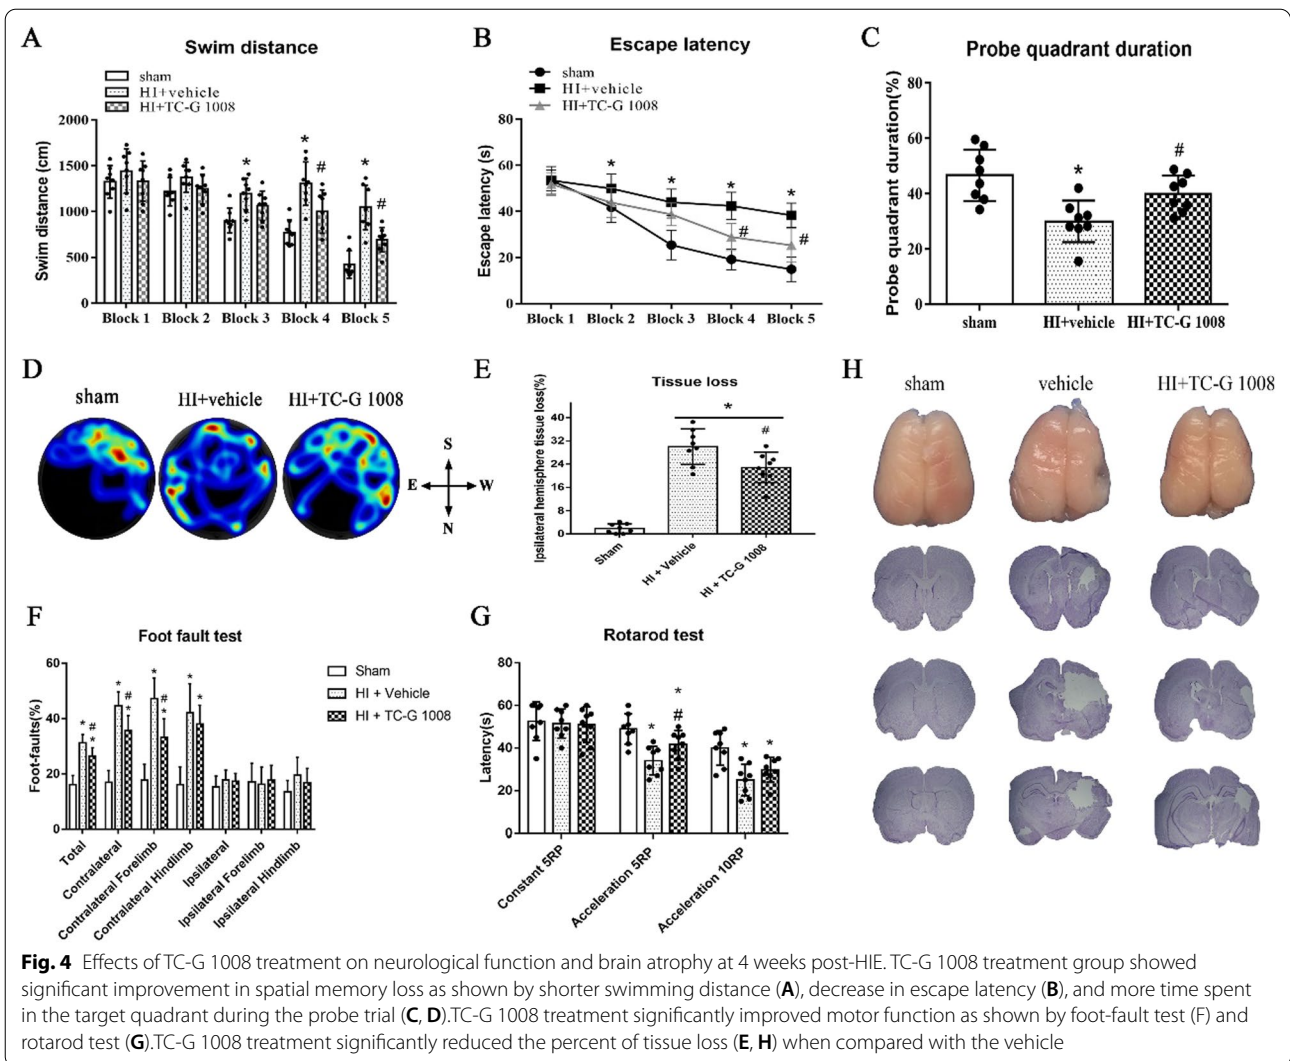 A
Swim distance
sham
HI+vehicle
HI+TC-G 1008
Swim distance (cm)
2000
1500
1000
500
0
* * # * #
Block 1 Block 2 Block 3 Block 4 Block 5
B
Escape latency
sham
HI+vehicle
HI+TC-G 1008
Escape latency (s)
80
60
40
20
0
* * * *
# #
Block 1 Block 2 Block 3 Block 4 Block 5
C
Probe quadrant duration
Probe quadrant duration(%)
80
60
40
20
0
* #
sham HI+vehicle HI+TC-G 1008
D
sham HI+vehicle HI+TC-G 1008
S
E W
N
E
Tissue loss
Ipsilateral hemisphere tissue loss(%)
40
32
24
16
8
0
*
#
Sham
HI + Vehicle
HI + TC-G 1008
H
sham vehicle HI+TC-G 1008
F
Foot fault test
Sham
HI + Vehicle
HI + TC-G 1008
Foot-faults(%)
60
40
20
0
* # * * # * * # * * *
Total
Contralateral
Contralateral Forelimb
Contralateral Hindlimb
Ipsilateral
Ipsilateral Forelimb
Ipsilateral Hindlimb
G
Rotarod test
Latency(s)
80
60
40
20
0
* * # * *
Constant 5RP
Acceleration 5RP
Acceleration 10RP
Fig. 4 Effects of TC-G 1008 treatment on neurological function and brain atrophy at 4 weeks post-HIE. TC-G 1008 treatment group showed
significant improvement in spatial memory loss as shown by shorter swimming distance (A), decrease in escape latency (B), and more time spent
in the target quadrant during the probe trial (C, D).TC-G 1008 treatment significantly improved motor function as shown by foot-fault test (F) and
rotarod test (G).TC-G 1008 treatment significantly reduced the percent of tissue loss (E, H) when compared with the vehicle